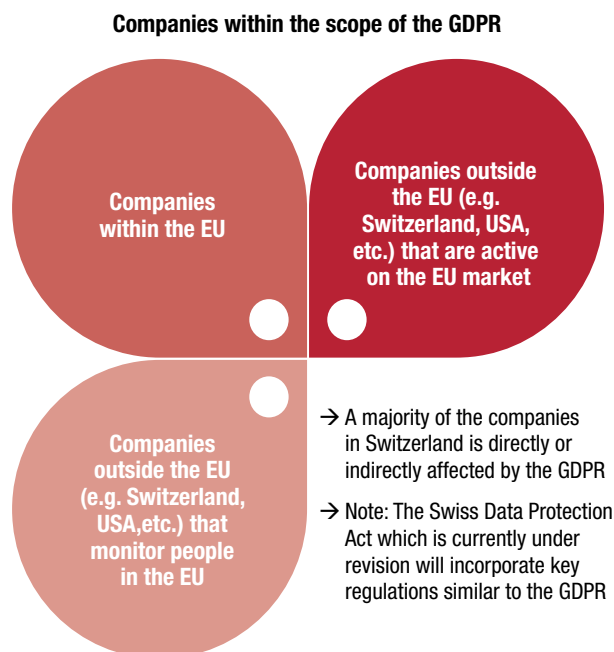 Companies within the scope of the GDPR
Companies
within the EU
Companies outside
the EU (e.g.
Switzerland, USA,
etc.) that are active
on the EU market
Companies
outside the EU
(e.g. Switzerland,
USA,etc.) that
monitor people
in the EU
→ A majority of the companies
in Switzerland is directly or
indirectly affected by the GDPR
→ Note: The Swiss Data Protection
Act which is currently under
revision will incorporate key
regulations similar to the GDPR